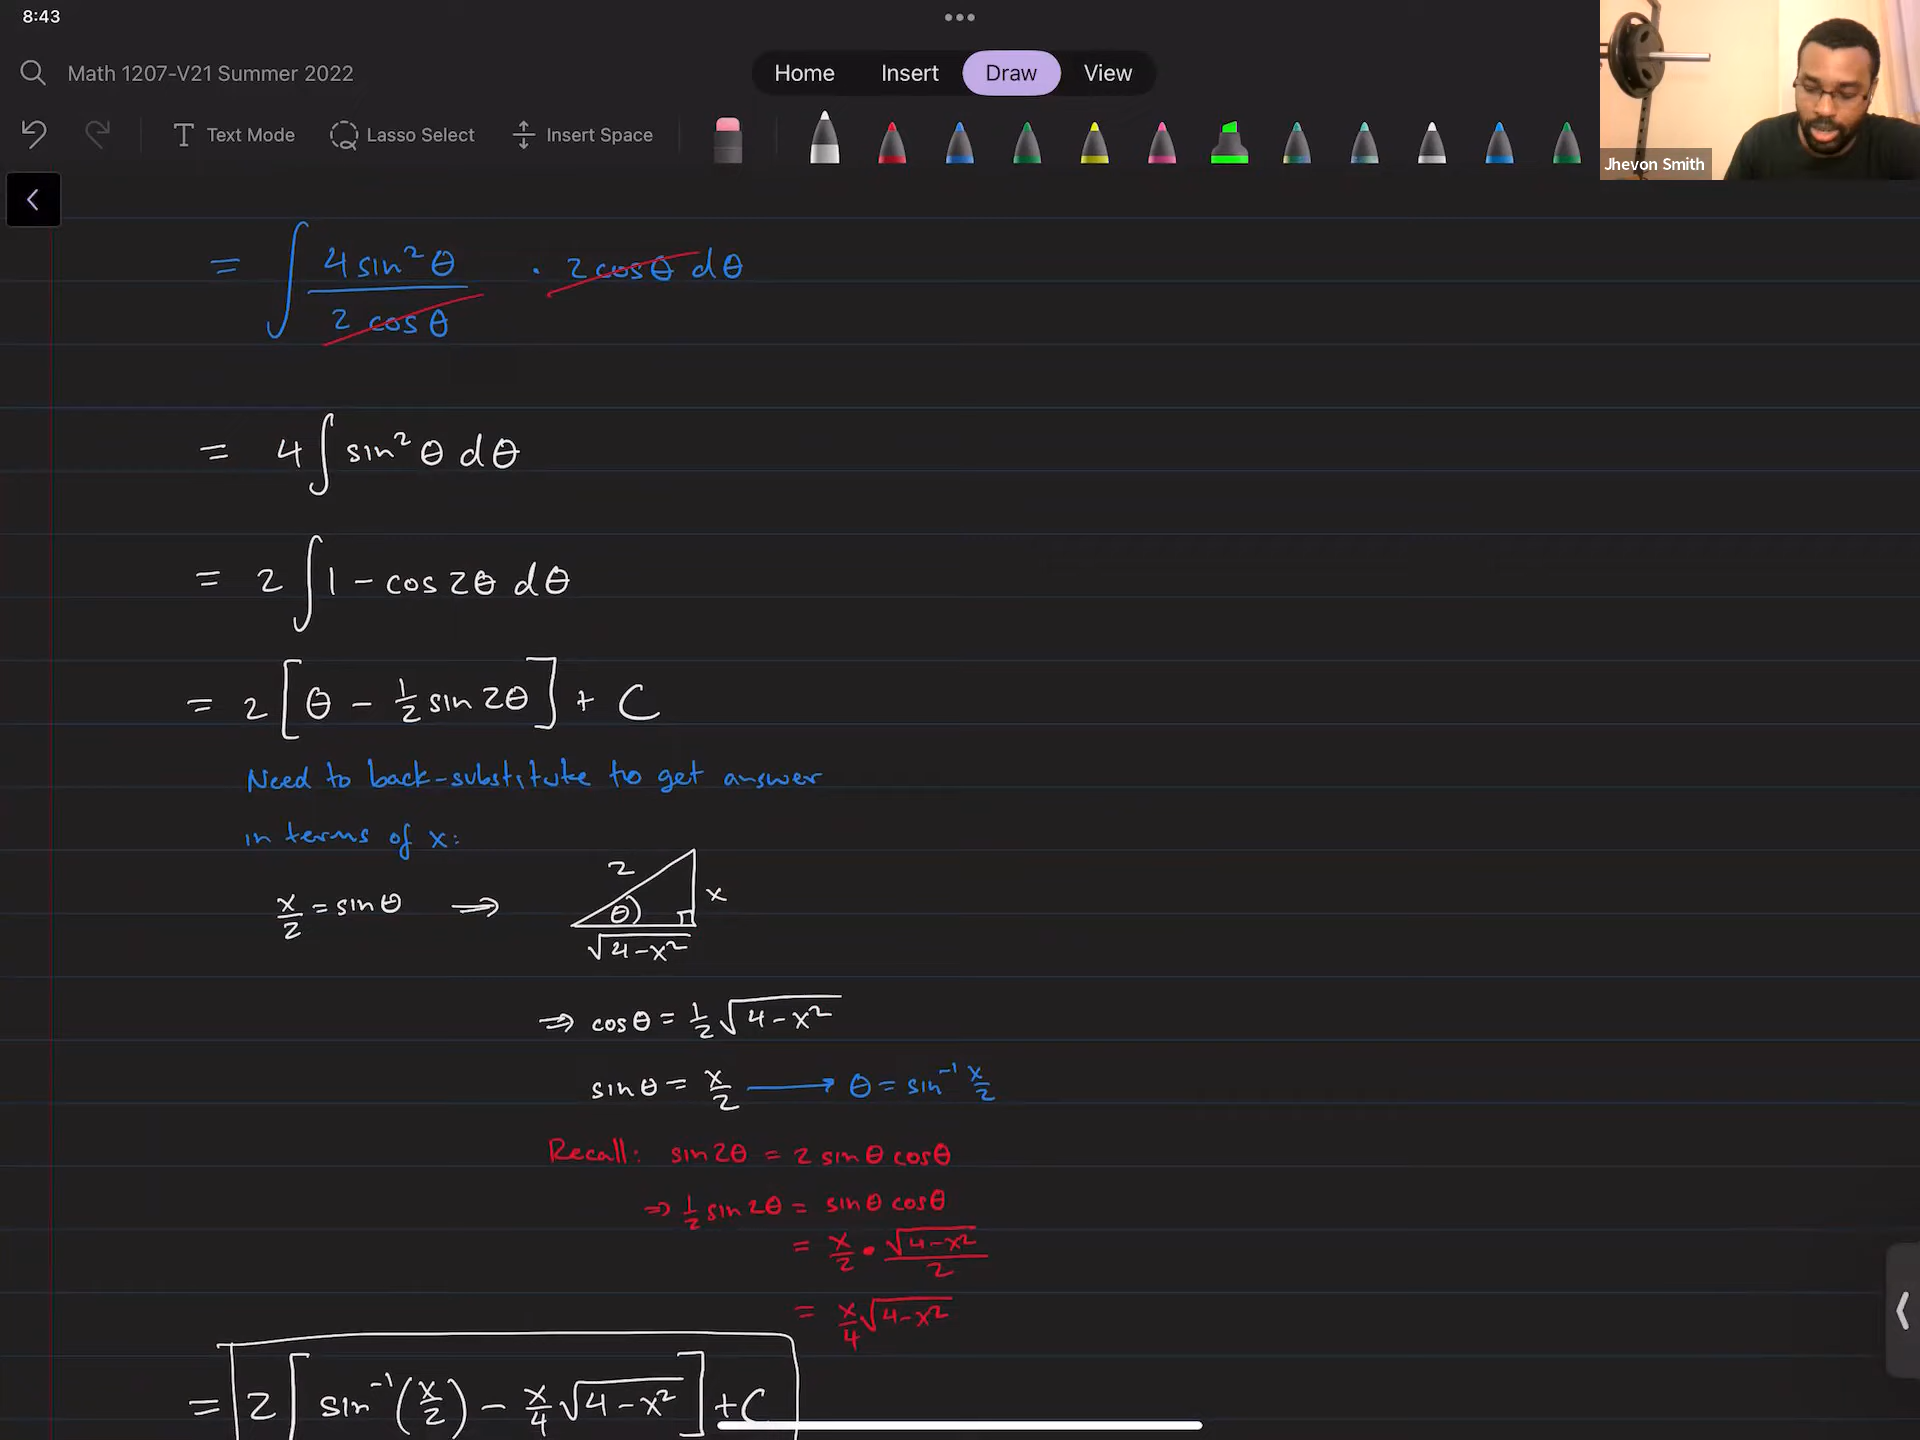 8:43
Math 1207-V21 Summer 2022
Home Insert Draw View
Text Mode Lasso Select Insert Space
Jhevon Smith
= ∫ 4 sin² θ / 2 cos θ · 2 cos θ dθ
= 4 ∫ sin² θ dθ
= 2 ∫ 1 - cos 2θ dθ
= 2 [ θ - 1/2 sin 2θ ] + C
Need to back-substitute to get answer
in terms of x:
2
x/2 = sin θ ⇒ θ x
√4-x²
⇒ cos θ = 1/2 √4-x²
sin θ = x/2 → θ = sin⁻¹ x/2
Recall: sin 2θ = 2 sin θ cos θ
⇒ 1/2 sin 2θ = sin θ cos θ
= x/2 • √4-x² / 2
= x/4 √4-x²
= 2 [ sin⁻¹ (x/2) - x/4 √4-x² ] + C